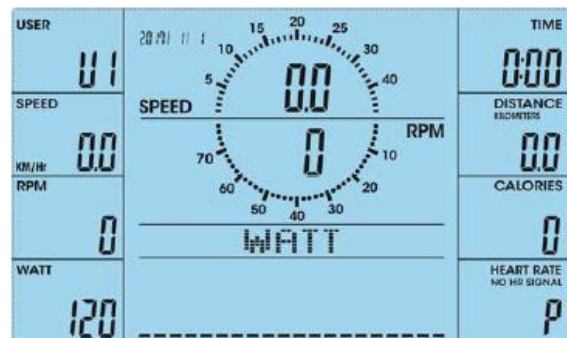 USER
U 1
SPEED
KM/Hr 0.0
RPM
0
WATT
120
5 10 15 20 25 30 40
SPEED 0.0
0 RPM
70 60 50 40 30 20 10
WATT
TIME
0:00
DISTANCE
KILOMETERS
0.0
CALORIES
0
HEART RATE
NO HR SIGNAL
P